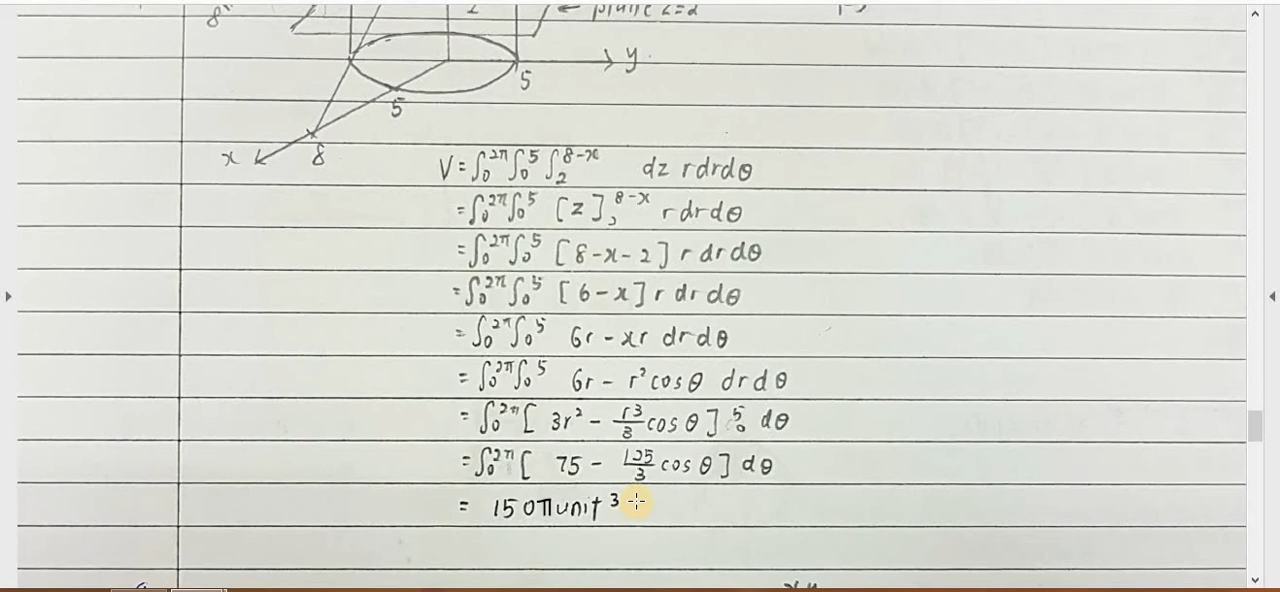 8
2
plane z=2
y
5
5
x
8
V = ∫₀^2π ∫₀^5 ∫₂^8-x dz r dr dθ
= ∫₀^2π ∫₀^5 [z]₂^8-x r dr dθ
= ∫₀^2π ∫₀^5 [8-x-2] r dr dθ
= ∫₀^2π ∫₀^5 [6-x] r dr dθ
= ∫₀^2π ∫₀^5 6r - xr dr dθ
= ∫₀^2π ∫₀^5 6r - r² cos θ dr dθ
= ∫₀^2π [3r² - r³/3 cos θ]₀^5 dθ
= ∫₀^2π [75 - 125/3 cos θ] dθ
= 150π unit³